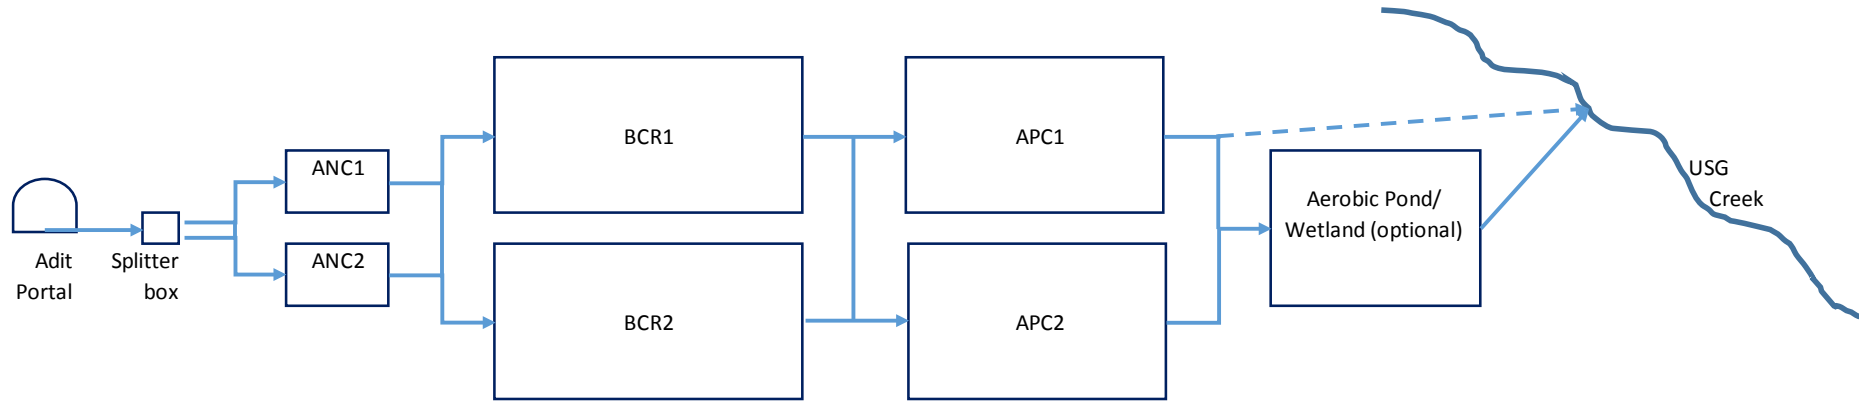 Adit
Portal
Splitter
box
ANC1
ANC2
BCR1
BCR2
APC1
APC2
Aerobic Pond/
Wetland (optional)
USG
Creek